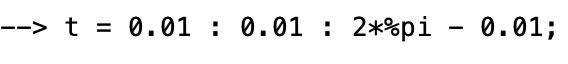 --> t = 0.01 : 0.01 : 2*%pi - 0.01;